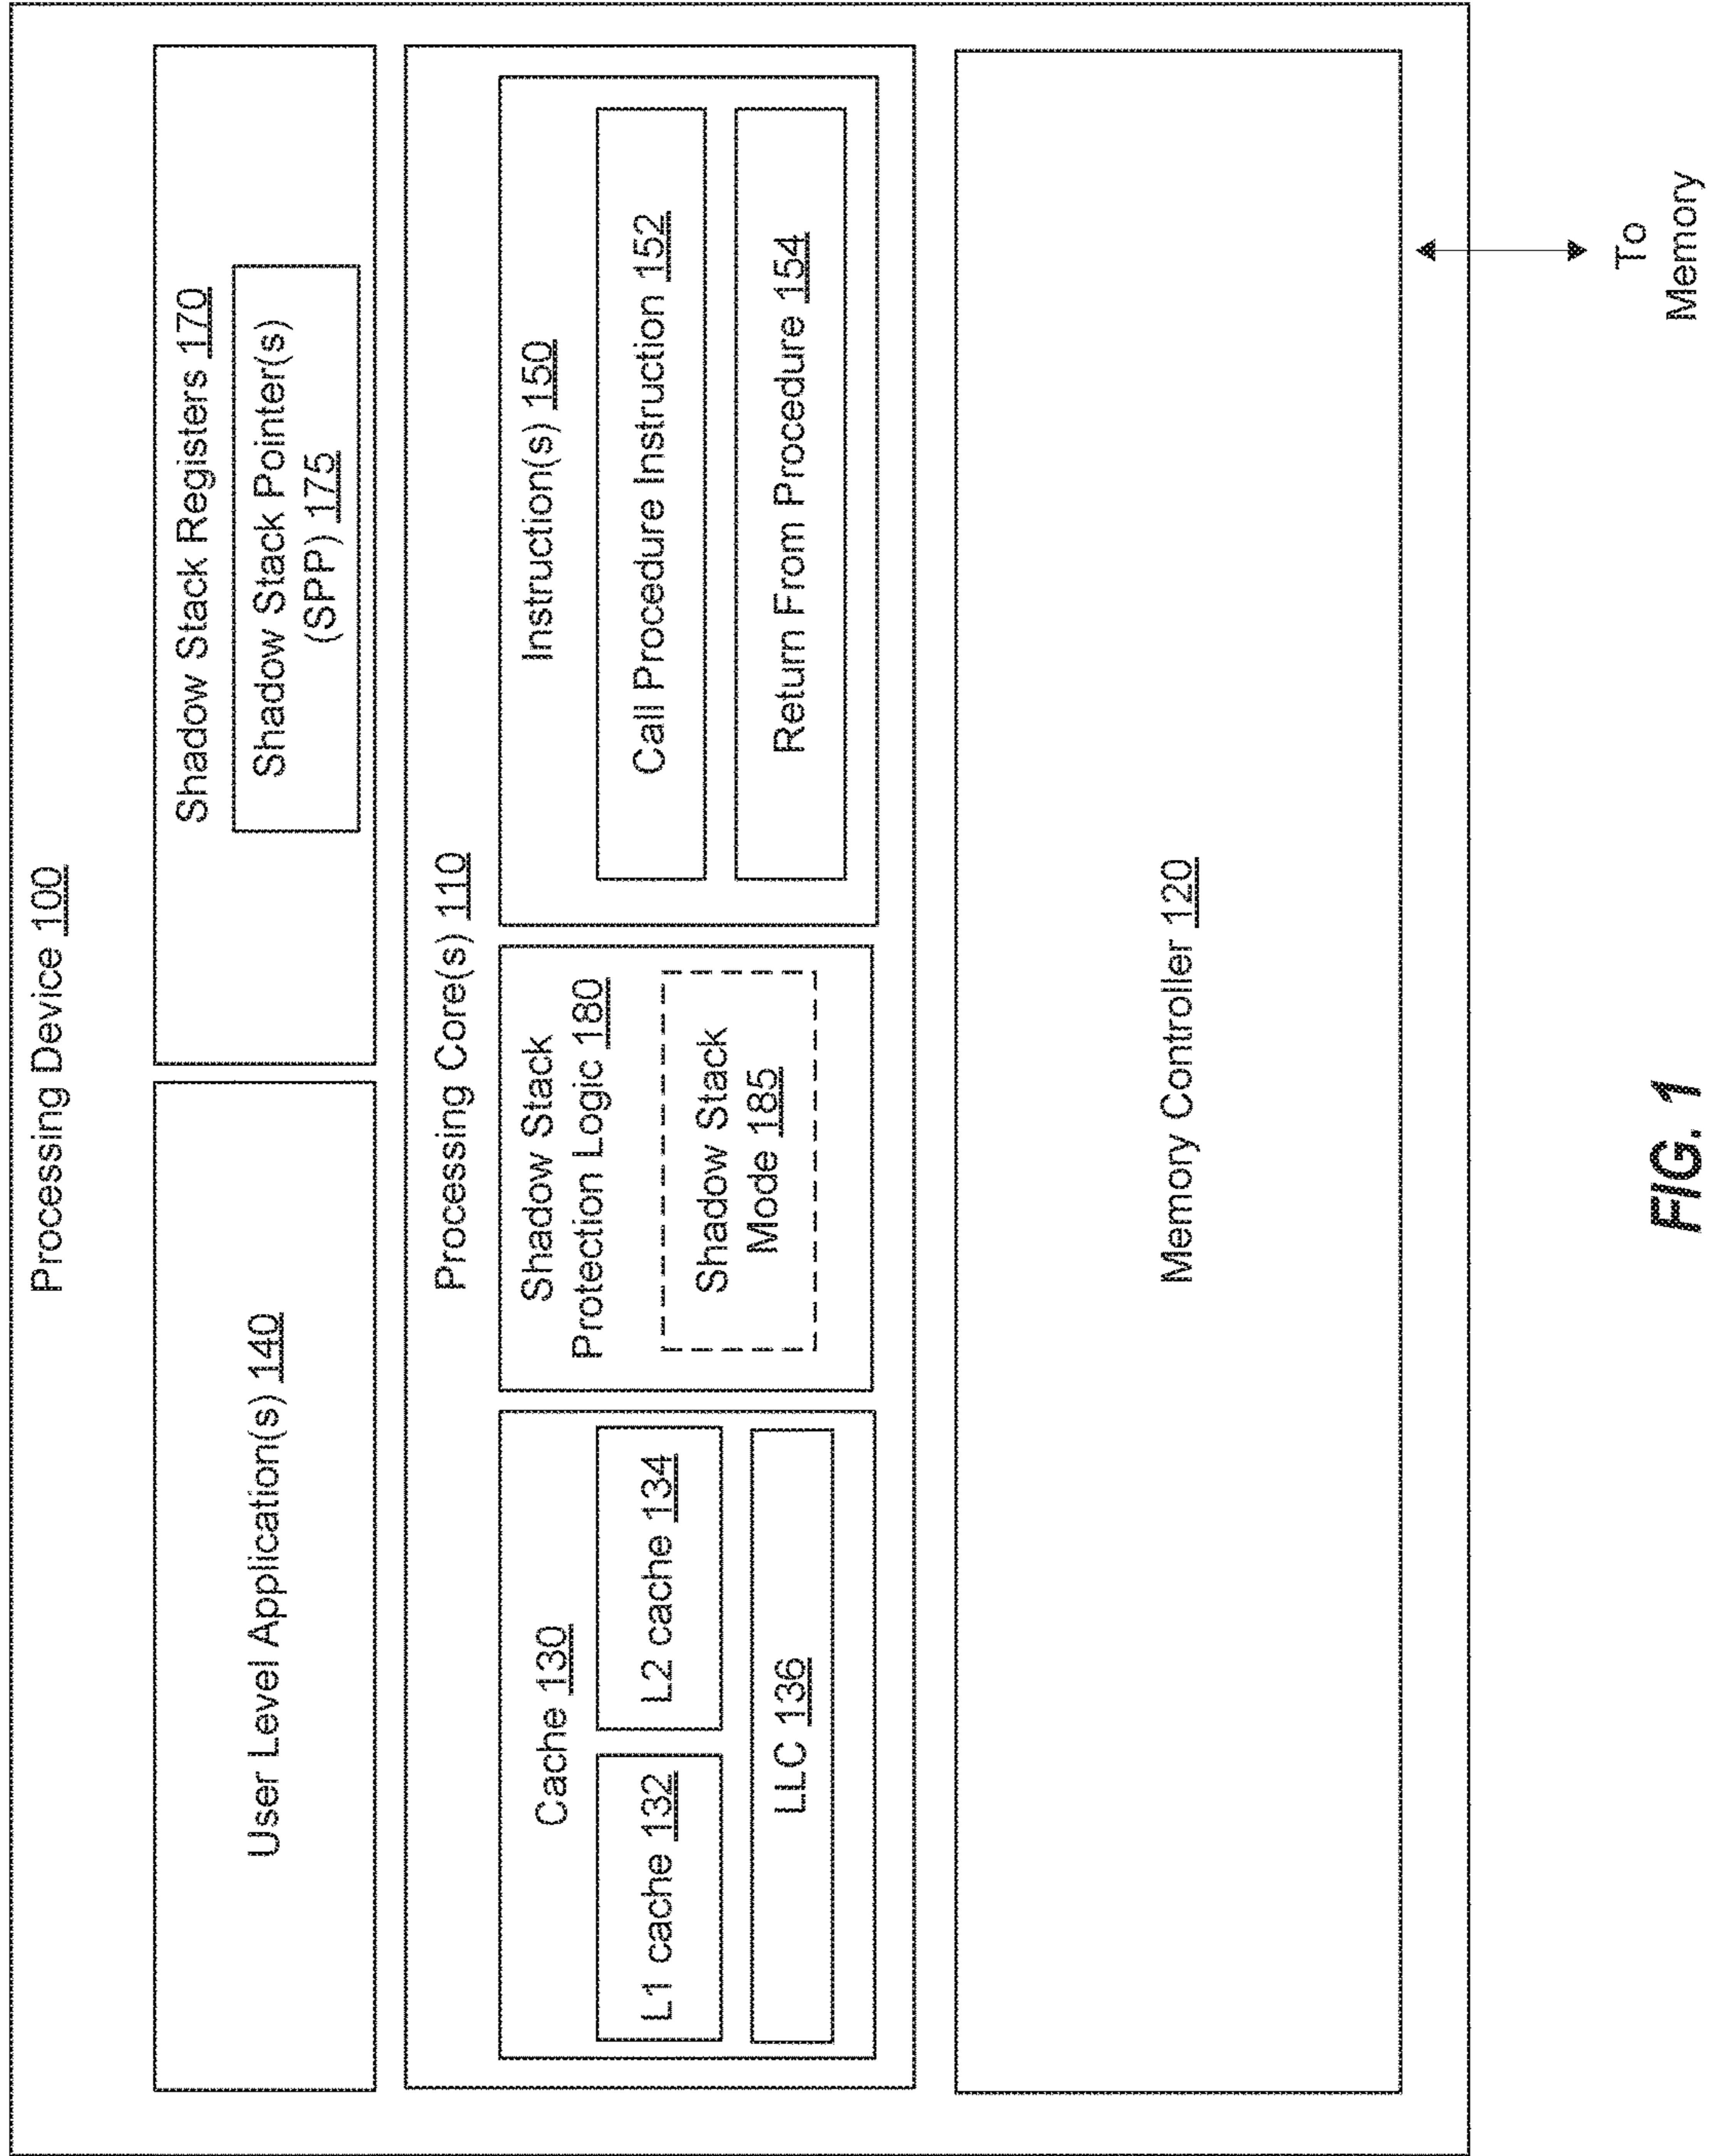 Processing Device 100
User Level Application(s) 140
Shadow Stack Registers 170
Shadow Stack Pointer(s)
(SPP) 175
Processing Core(s) 110
Cache 130
L1 cache 132
L2 cache 134
LLC 136
Shadow Stack
Protection Logic 180
Shadow Stack
Mode 185
Instruction(s) 150
Call Procedure Instruction 152
Return From Procedure 154
Memory Controller 120
To
Memory
FIG. 1